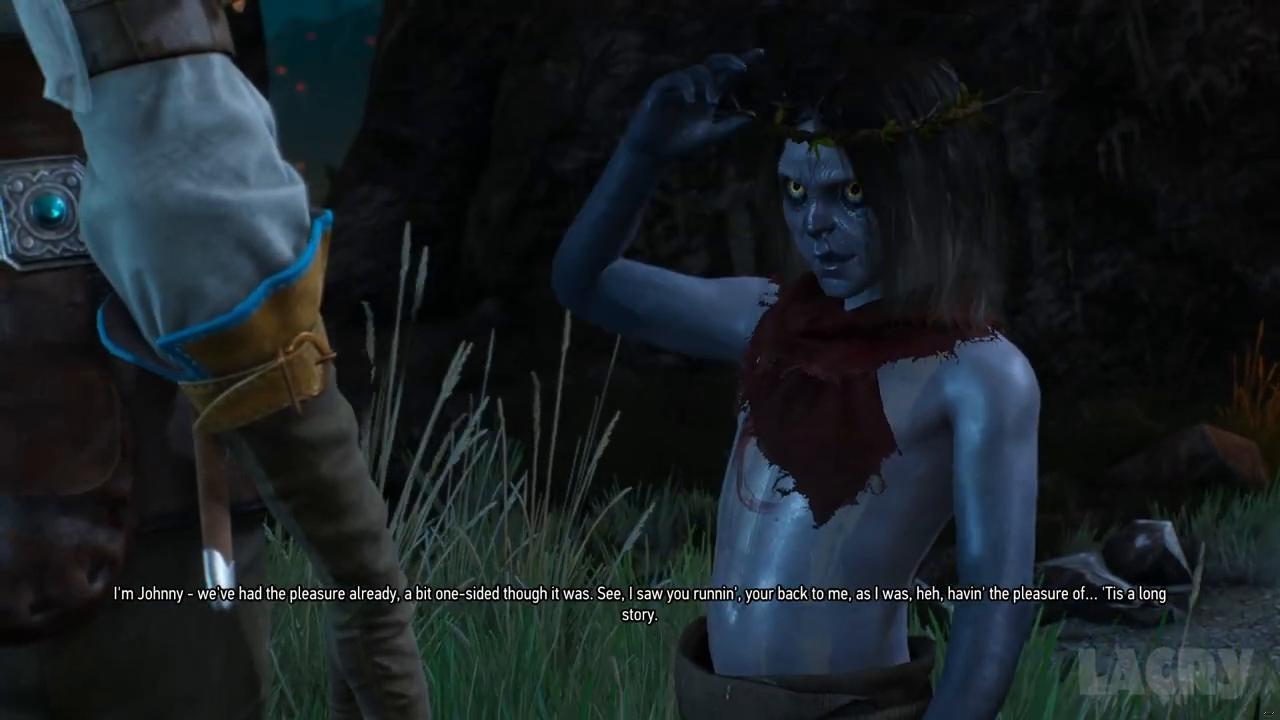 I'm Johnny - we've had the pleasure already, a bit one-sided though it was. See, I saw you runnin', your back to me, as I was, heh, havin' the pleasure of... 'Tis a long
story.
LACRY